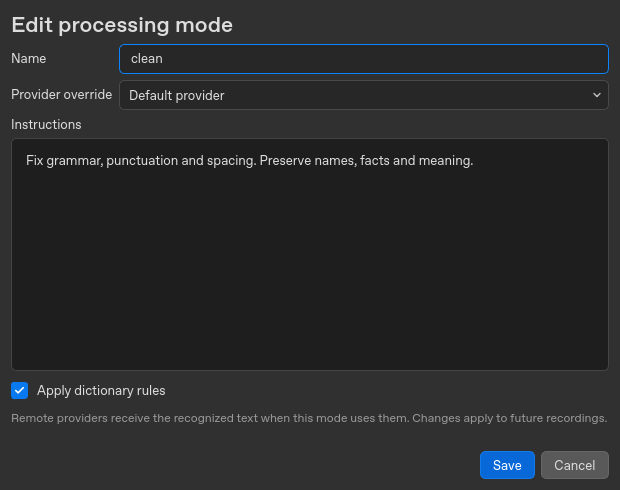 Edit processing mode
Name
clean
Provider override
Default provider
Instructions
Fix grammar, punctuation and spacing. Preserve names, facts and meaning.
Apply dictionary rules
Remote providers receive the recognized text when this mode uses them. Changes apply to future recordings.
Save
Cancel